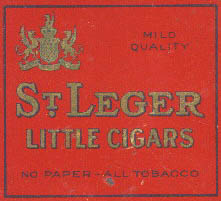 MILD
QUALITY
ST LEGER
LITTLE CIGARS
NO PAPER - ALL TOBACCO